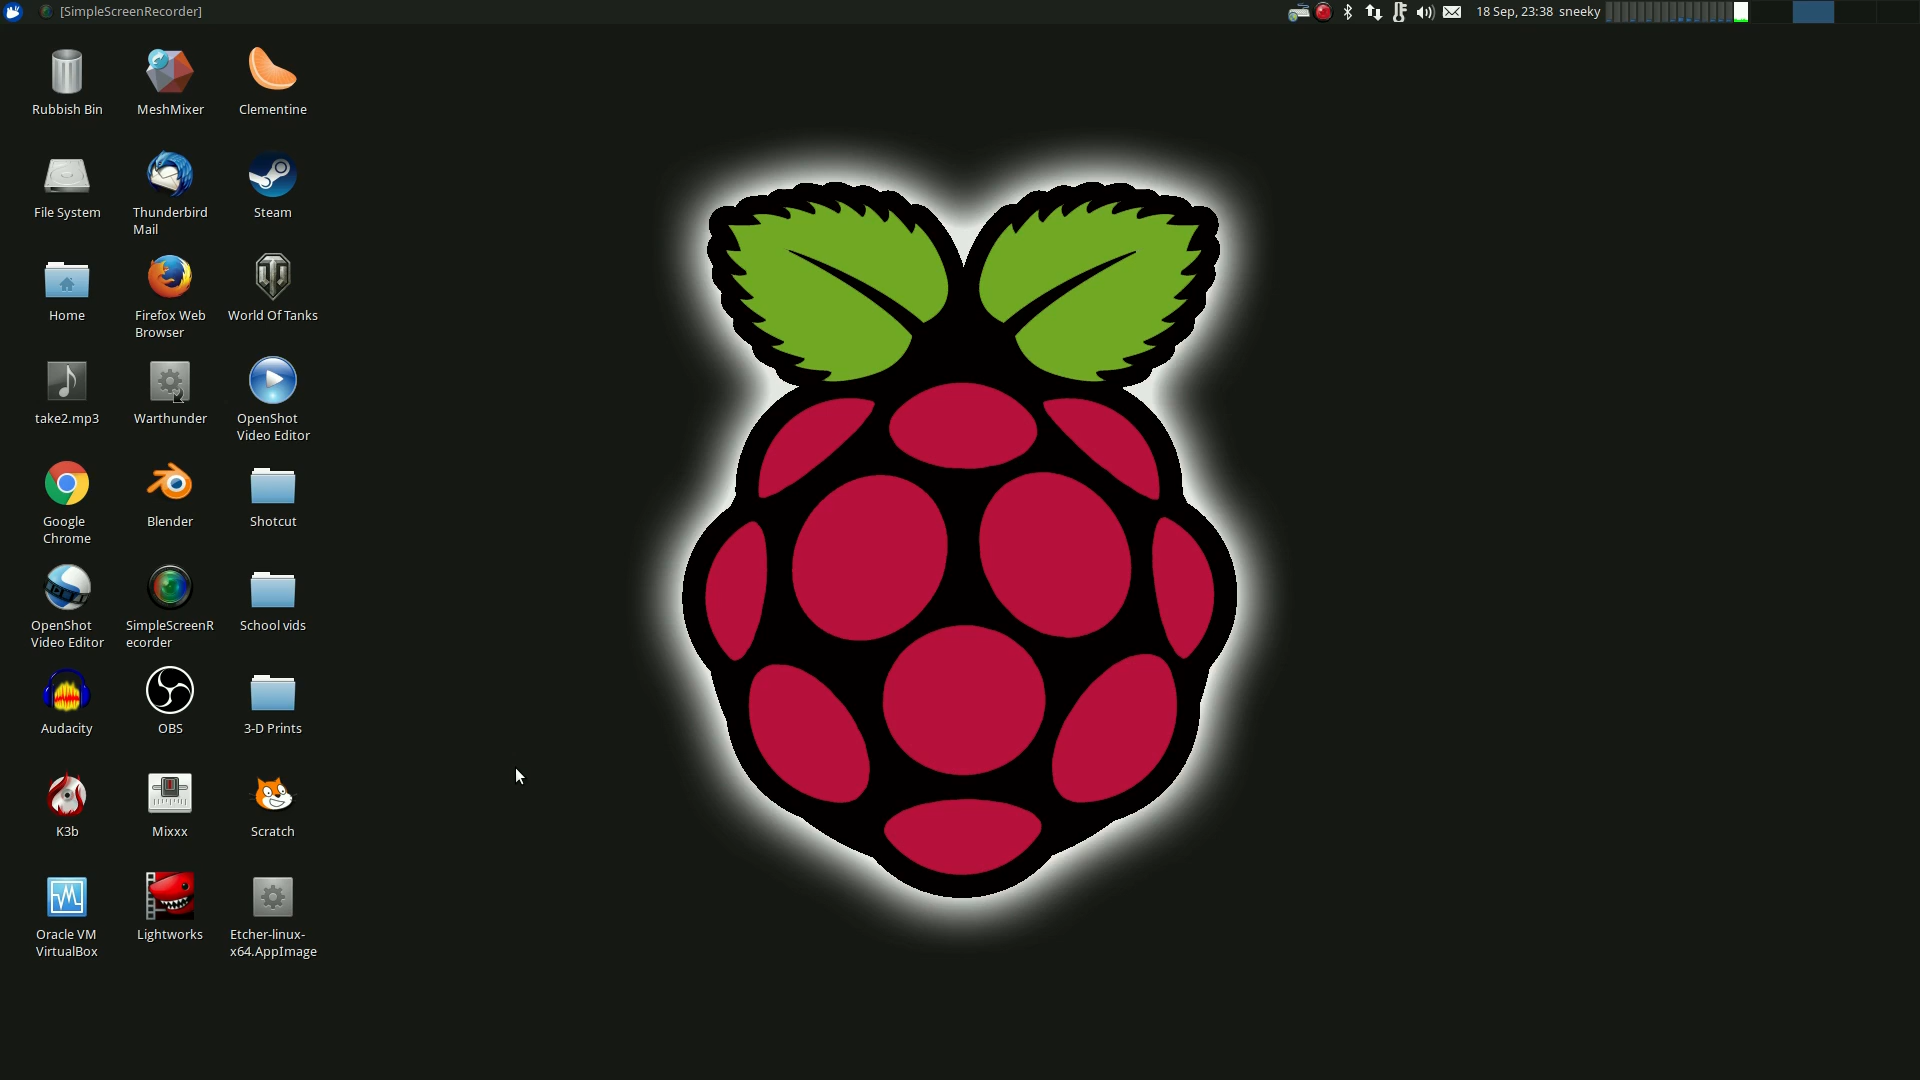 [SimpleScreenRecorder]
18 Sep, 23:38 sneeky
Rubbish Bin
MeshMixer
Clementine
File System
Thunderbird
Mail
Steam
Home
Firefox Web
Browser
World Of Tanks
take2.mp3
Warthunder
OpenShot
Video Editor
Google
Chrome
Blender
Shotcut
OpenShot
Video Editor
SimpleScreenR
ecorder
School vids
Audacity
OBS
3-D Prints
K3b
Mixxx
Scratch
Oracle VM
VirtualBox
Lightworks
Etcher-linux-
x64.AppImage